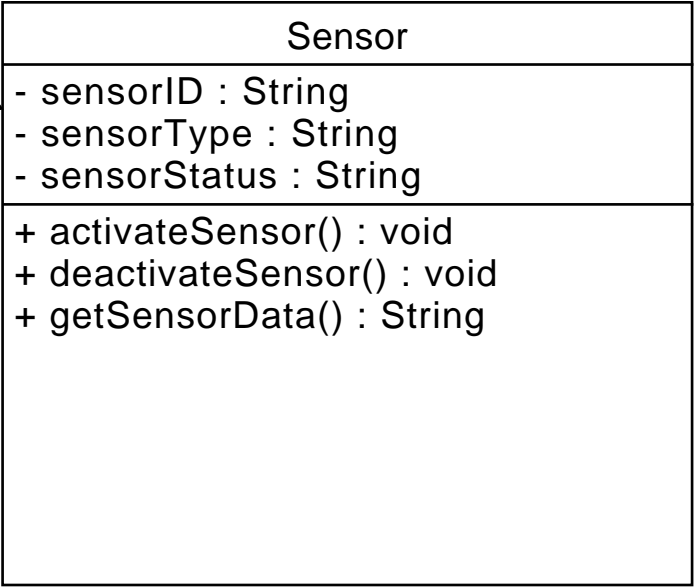 Sensor
- sensorID : String
- sensorType : String
- sensorStatus : String
+ activateSensor() : void
+ deactivateSensor() : void
+ getSensorData() : String